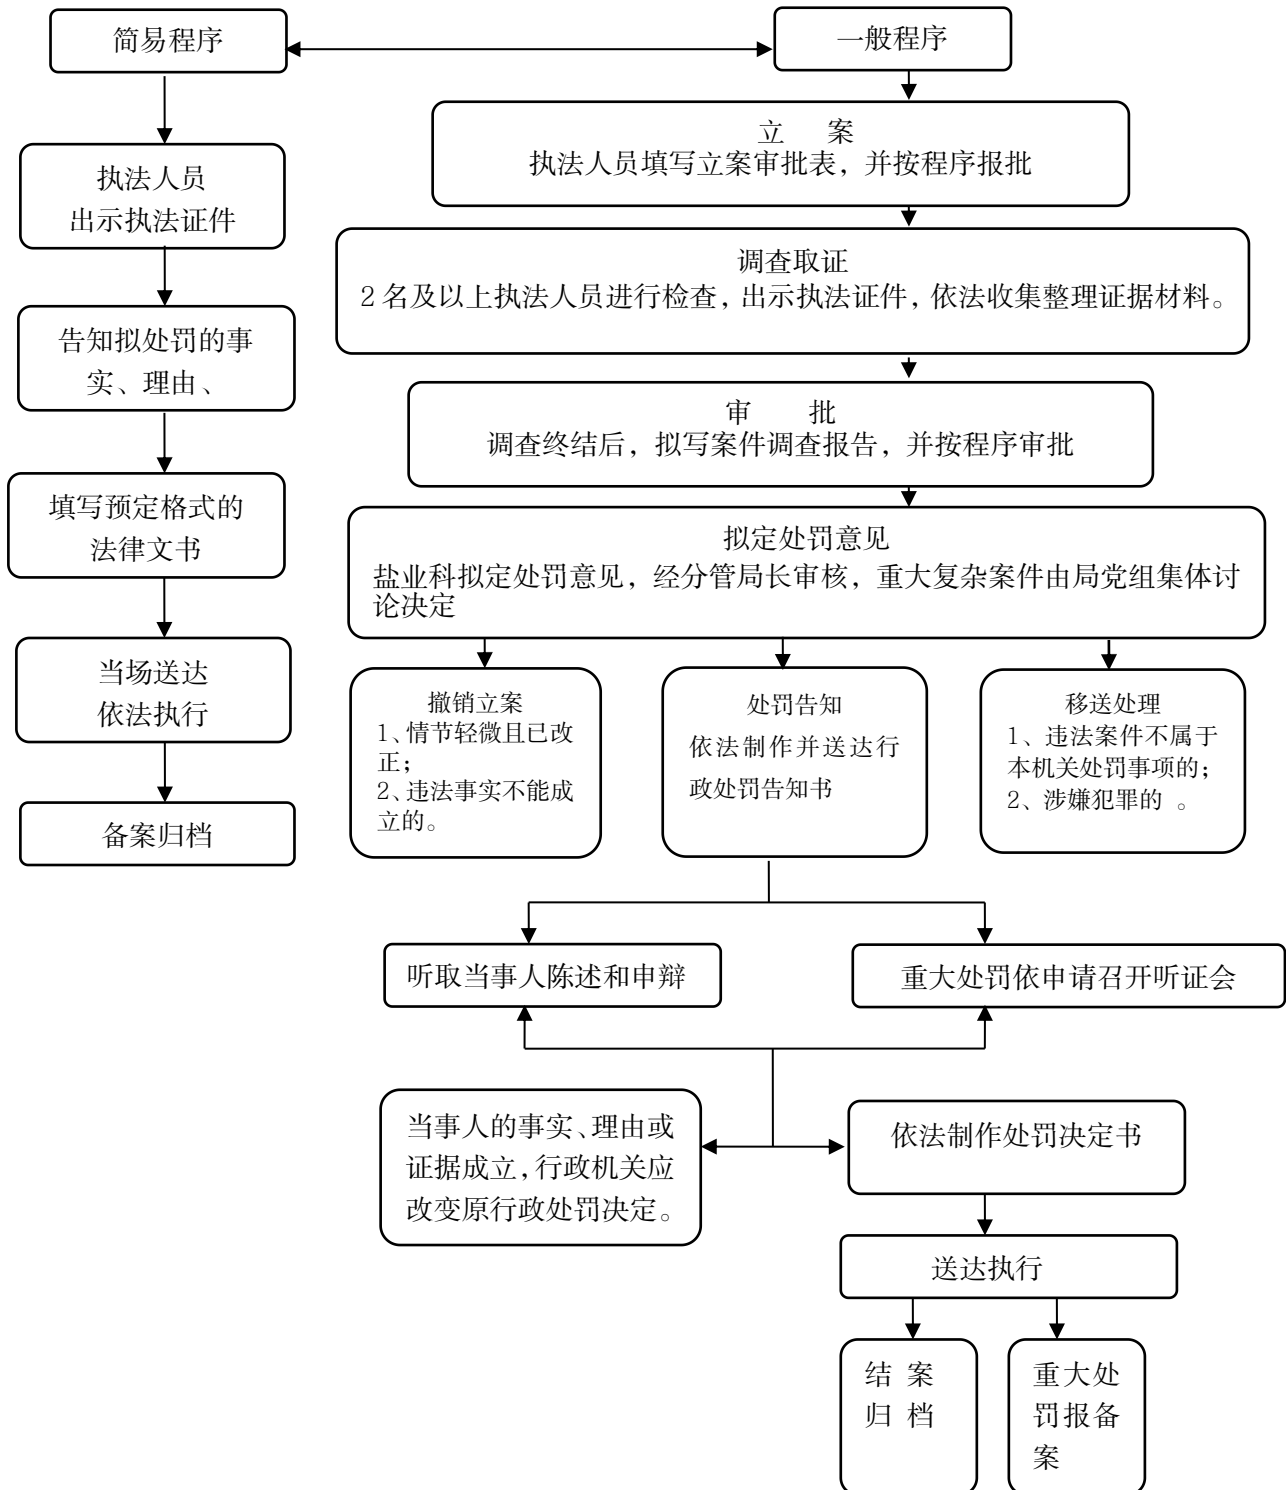 简易程序
一般程序
立 案
执法人员填写立案审批表，并按程序报批
执法人员
出示执法证件
调查取证
2名及以上执法人员进行检查，出示执法证件，依法收集整理证据材料。
告知拟处罚的事
实、理由、
审 批
调查终结后，拟写案件调查报告，并按程序审批
填写预定格式的
法律文书
拟定处罚意见
盐业科拟定处罚意见，经分管局长审核，重大复杂案件由局党组集体讨
论决定
当场送达
依法执行
撤销立案
1、情节轻微且已改
正；
2、违法事实不能成
立的。
处罚告知
依法制作并送达行
政处罚告知书
移送处理
1、违法案件不属于
本机关处罚事项的；
2、涉嫌犯罪的 。
备案归档
听取当事人陈述和申辩
重大处罚依申请召开听证会
当事人的事实、理由或
证据成立，行政机关应
改变原行政处罚决定。
依法制作处罚决定书
送达执行
结 案
归 档
重大处
罚报备
案